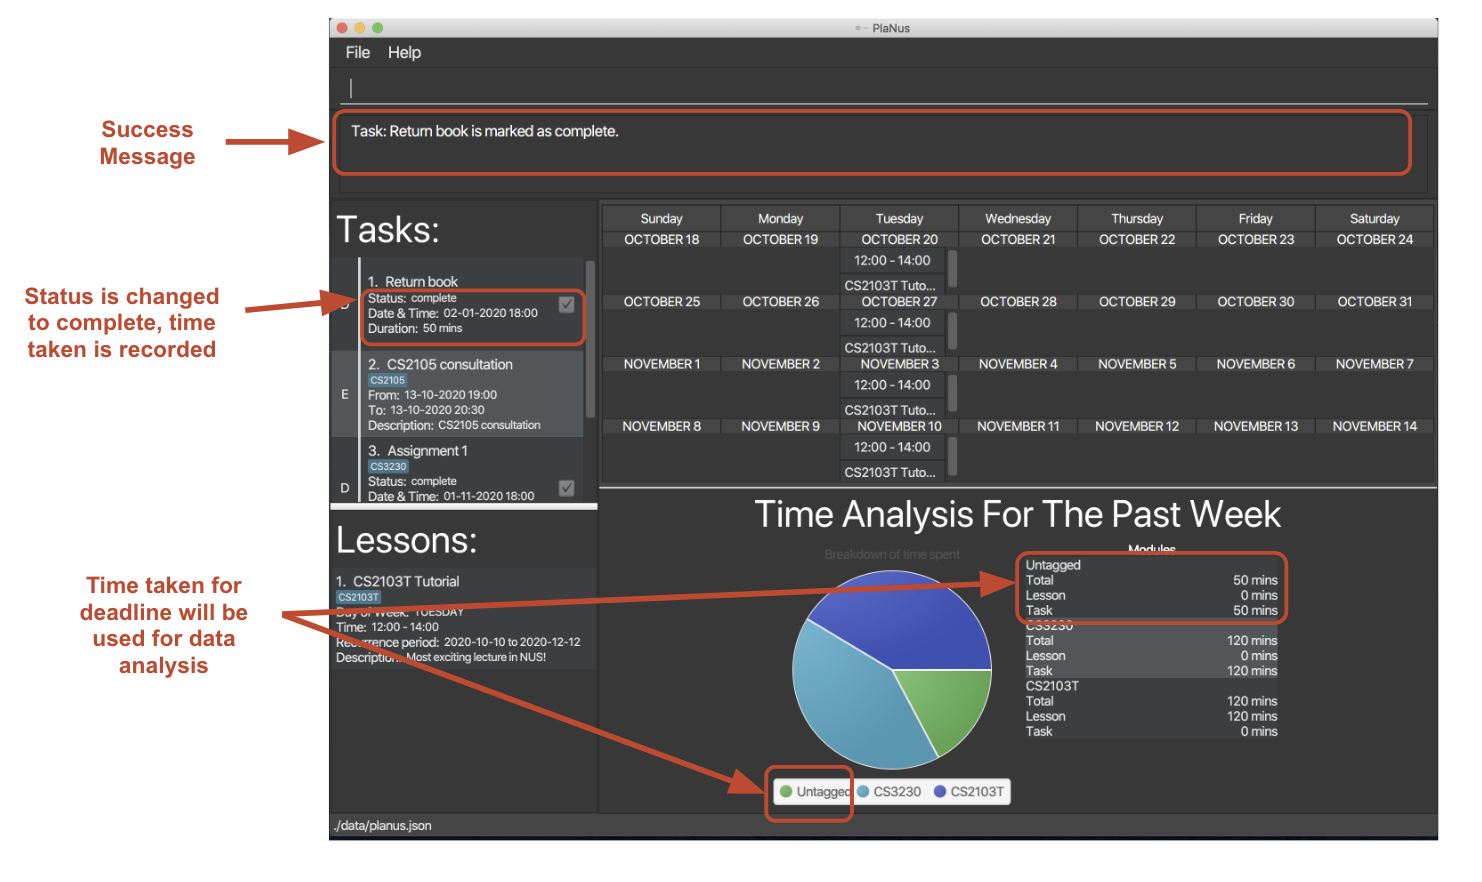 PlaNus
File Help
Success
Message
Task: Return book is marked as complete.
Tasks:
Status is changed
to complete, time
taken is recorded
D
1. Return book
Status: complete
Date & Time: 02-01-2020 18:00
Duration: 50 mins
E
2. CS2105 consultation
CS2105
From: 13-10-2020 19:00
To: 13-10-2020 20:30
Description: CS2105 consultation
D
3. Assignment 1
CS3230
Status: complete
Date & Time: 01-11-2020 18:00
Sunday Monday Tuesday Wednesday Thursday Friday Saturday
OCTOBER 18 OCTOBER 19 OCTOBER 20 OCTOBER 21 OCTOBER 22 OCTOBER 23 OCTOBER 24
12:00 - 14:00
CS2103T Tuto...
OCTOBER 25 OCTOBER 26 OCTOBER 27 OCTOBER 28 OCTOBER 29 OCTOBER 30 OCTOBER 31
12:00 - 14:00
CS2103T Tuto...
NOVEMBER 1 NOVEMBER 2 NOVEMBER 3 NOVEMBER 4 NOVEMBER 5 NOVEMBER 6 NOVEMBER 7
12:00 - 14:00
CS2103T Tuto...
NOVEMBER 8 NOVEMBER 9 NOVEMBER 10 NOVEMBER 11 NOVEMBER 12 NOVEMBER 13 NOVEMBER 14
12:00 - 14:00
CS2103T Tuto...
Lessons:
Time taken for
deadline will be
used for data
analysis
1. CS2103T Tutorial
CS2103T
Day of Week: TUESDAY
Time: 12:00 - 14:00
Recurrence period: 2020-10-10 to 2020-12-12
Description: Most exciting lecture in NUS!
Time Analysis For The Past Week
Breakdown of time spent
Modules
Untagged
Total 50 mins
Lesson 0 mins
Task 50 mins
CS3230
Total 120 mins
Lesson 0 mins
Task 120 mins
CS2103T
Total 120 mins
Lesson 120 mins
Task 0 mins
Untagged CS3230 CS2103T
./data/planus.json